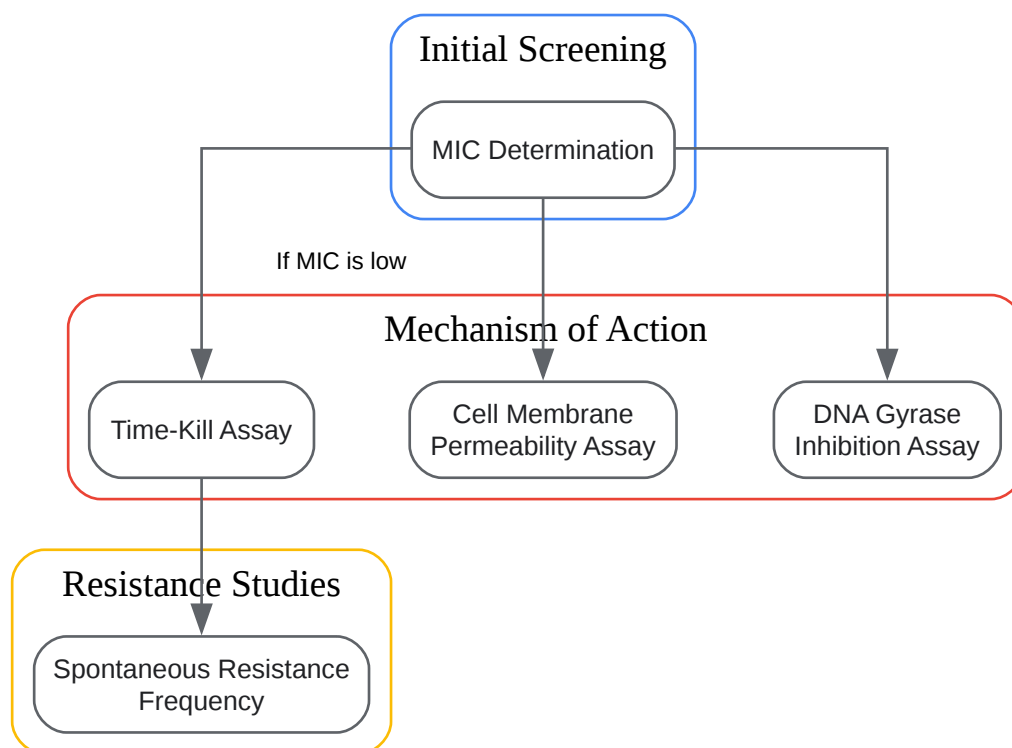 Initial Screening
MIC Determination
If MIC is low
Mechanism of Action
Time-Kill Assay
Cell Membrane
Permeability Assay
DNA Gyrase
Inhibition Assay
Resistance Studies
Spontaneous Resistance
Frequency